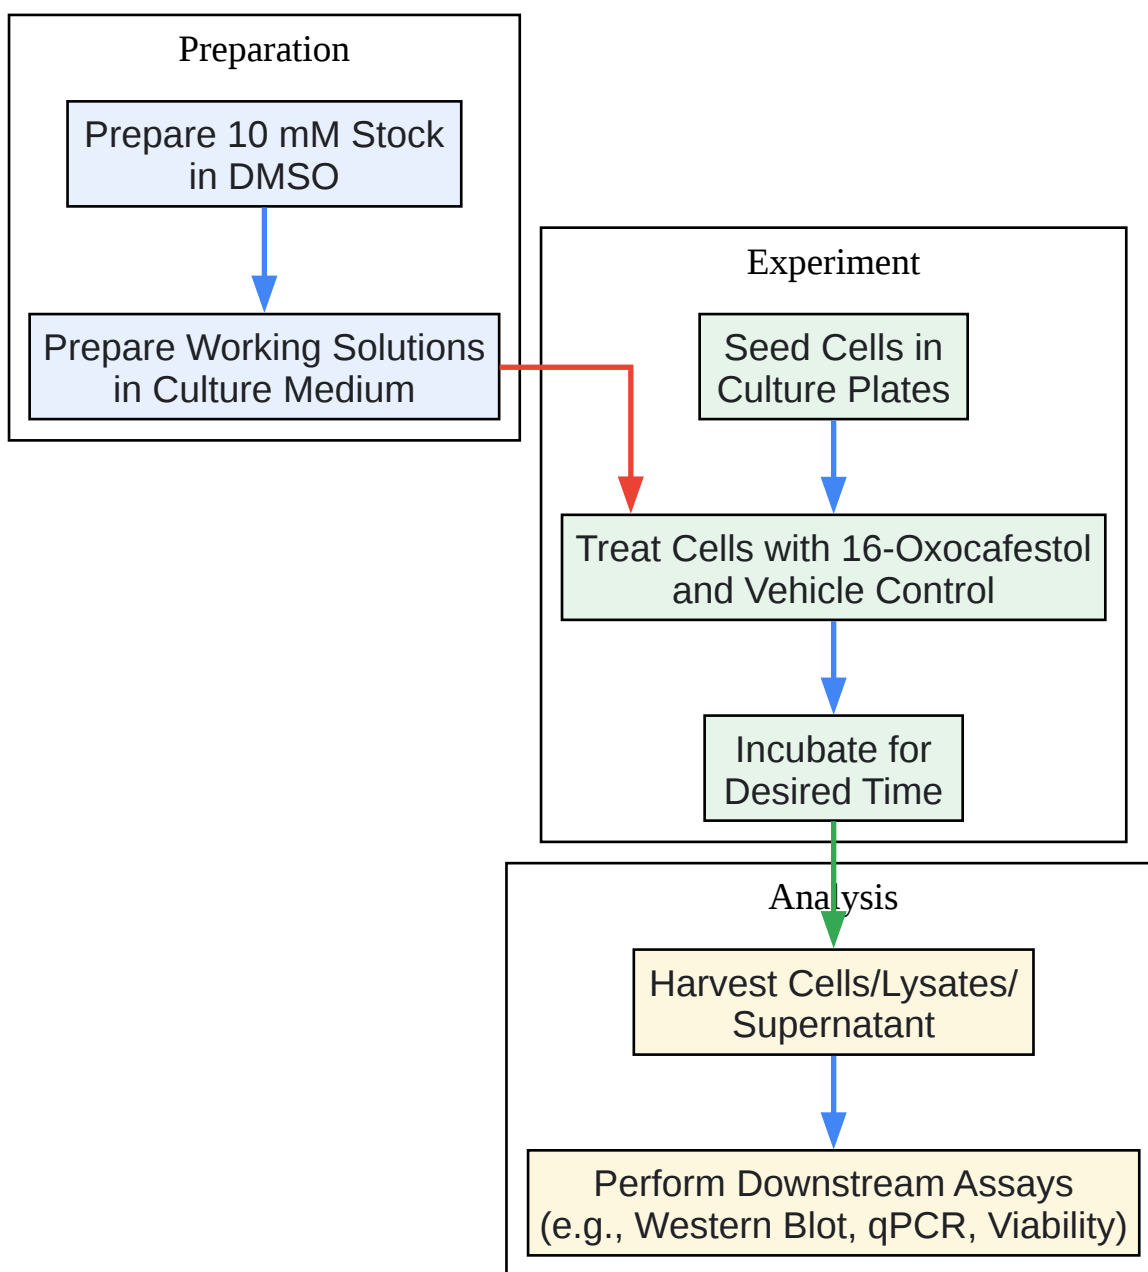 Preparation
Prepare 10 mM Stock
in DMSO
Prepare Working Solutions
in Culture Medium
Experiment
Seed Cells in
Culture Plates
Treat Cells with 16-Oxocafestol
and Vehicle Control
Incubate for
Desired Time
Analysis
Harvest Cells/Lysates/
Supernatant
Perform Downstream Assays
(e.g., Western Blot, qPCR, Viability)